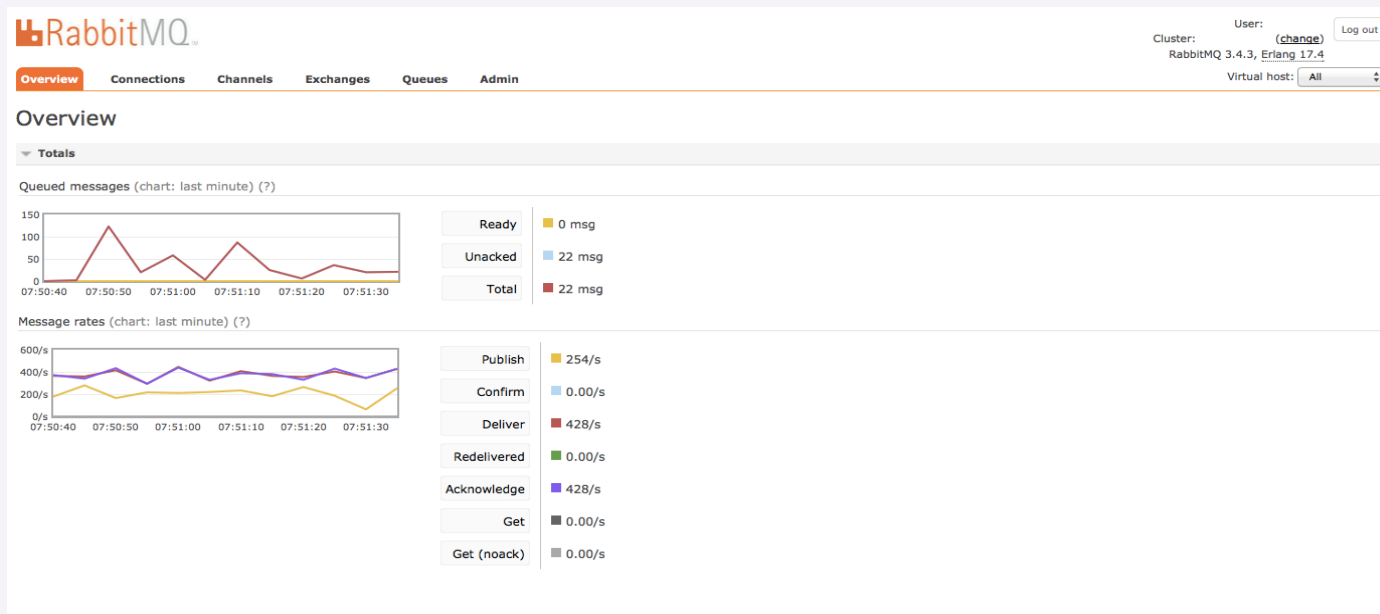 RabbitMQ
User:
Log out
Cluster: (change)
RabbitMQ 3.4.3, Erlang 17.4
Virtual host: All
Overview Connections Channels Exchanges Queues Admin
Overview
Totals
Queued messages (chart: last minute) (?)
150
100
50
0
07:50:40 07:50:50 07:51:00 07:51:10 07:51:20 07:51:30
Ready 0 msg
Unacked 22 msg
Total 22 msg
Message rates (chart: last minute) (?)
600/s
400/s
200/s
0/s
07:50:40 07:50:50 07:51:00 07:51:10 07:51:20 07:51:30
Publish 254/s
Confirm 0.00/s
Deliver 428/s
Redelivered 0.00/s
Acknowledge 428/s
Get 0.00/s
Get (noack) 0.00/s